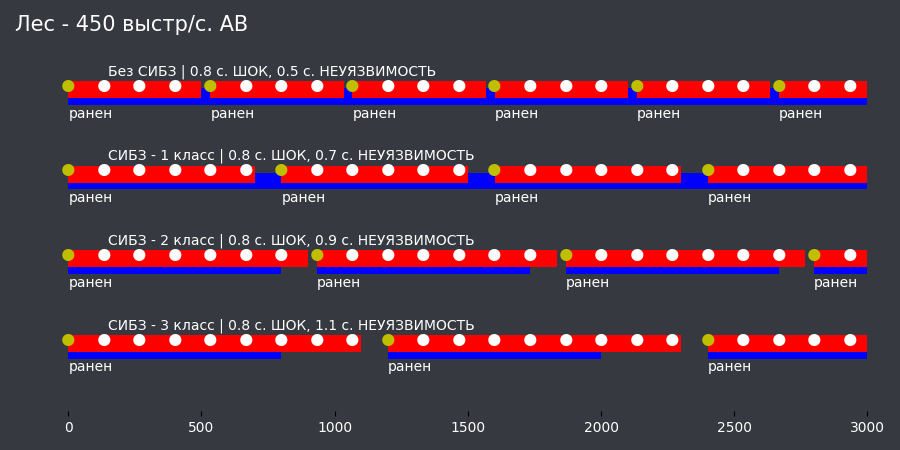 Лес - 450 выстр/с. АВ
Без СИБЗ | 0.8 с. ШОК, 0.5 с. НЕУЯЗВИМОСТЬ
ранен ранен ранен ранен ранен ранен
СИБЗ - 1 класс | 0.8 с. ШОК, 0.7 с. НЕУЯЗВИМОСТЬ
ранен ранен ранен ранен
СИБЗ - 2 класс | 0.8 с. ШОК, 0.9 с. НЕУЯЗВИМОСТЬ
ранен ранен ранен ранен
СИБЗ - 3 класс | 0.8 с. ШОК, 1.1 с. НЕУЯЗВИМОСТЬ
ранен ранен ранен
0 500 1000 1500 2000 2500 3000